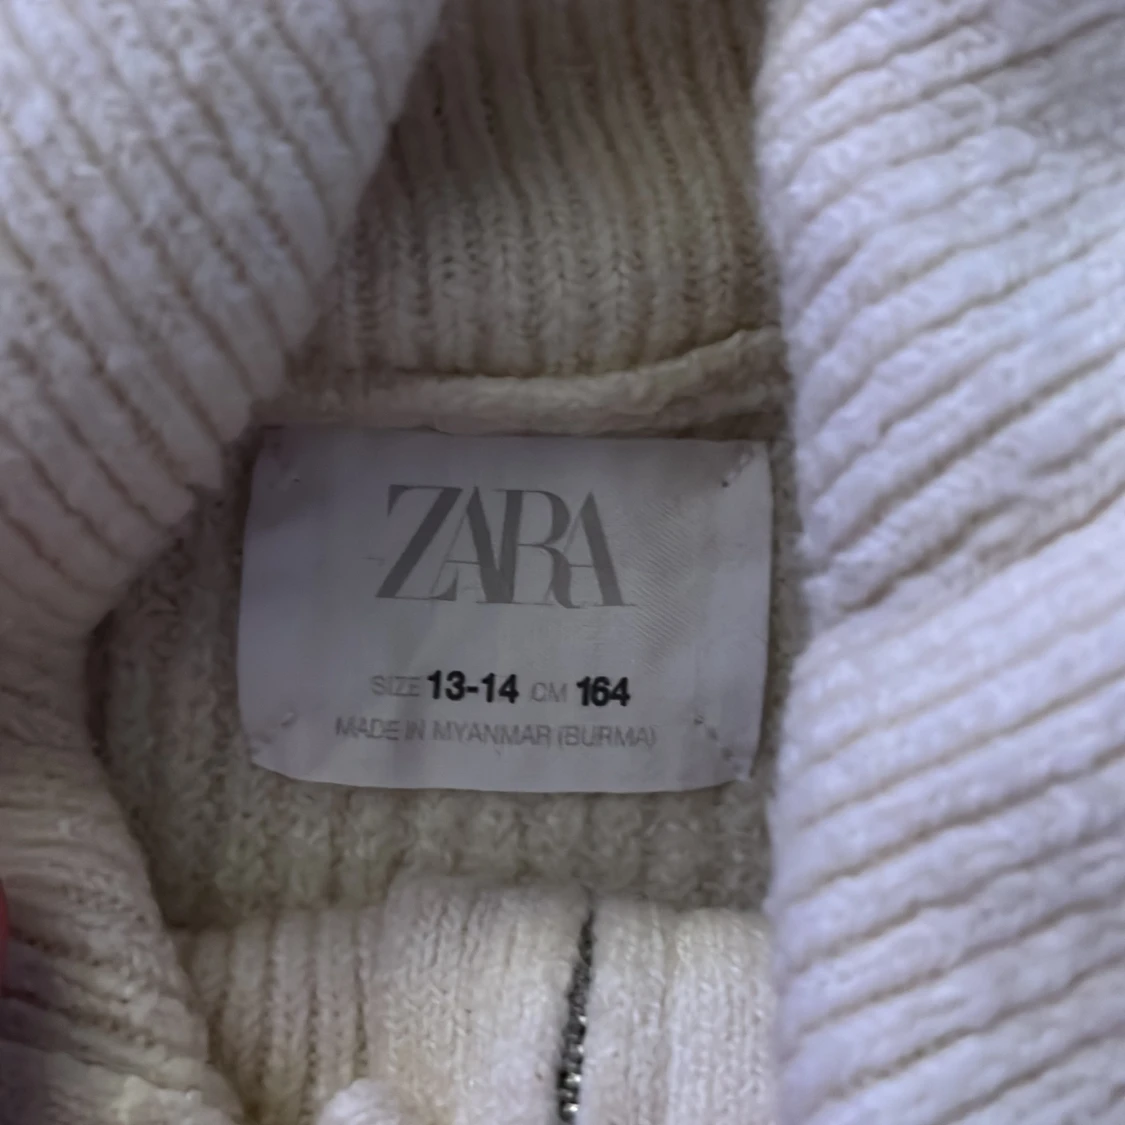 ZARA
SIZE 13-14 CM 164
MADE IN MYANMAR (BURMA)